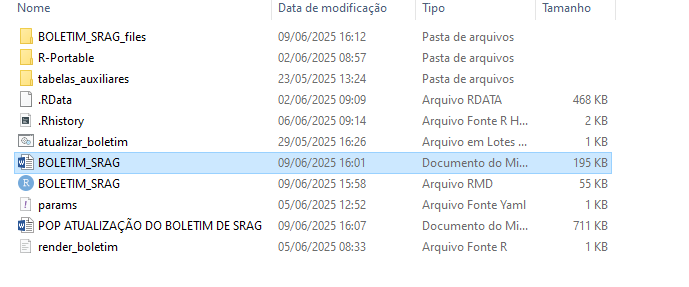 Nome Data de modificação Tipo Tamanho
BOLETIM_SRAG_files 09/06/2025 16:12 Pasta de arquivos
R-Portable 02/06/2025 08:57 Pasta de arquivos
tabelas_auxiliares 23/05/2025 13:24 Pasta de arquivos
.RData 02/06/2025 09:09 Arquivo RDATA 468 KB
.Rhistory 06/06/2025 09:14 Arquivo Fonte R H... 2 KB
atualizar_boletim 29/05/2025 16:26 Arquivo em Lotes ... 1 KB
BOLETIM_SRAG 09/06/2025 16:01 Documento do Mi... 195 KB
BOLETIM_SRAG 09/06/2025 15:58 Arquivo RMD 55 KB
params 05/06/2025 12:52 Arquivo Fonte Yaml 1 KB
POP ATUALIZAÇÃO DO BOLETIM DE SRAG 09/06/2025 16:07 Documento do Mi... 711 KB
render_boletim 05/06/2025 08:33 Arquivo Fonte R 1 KB